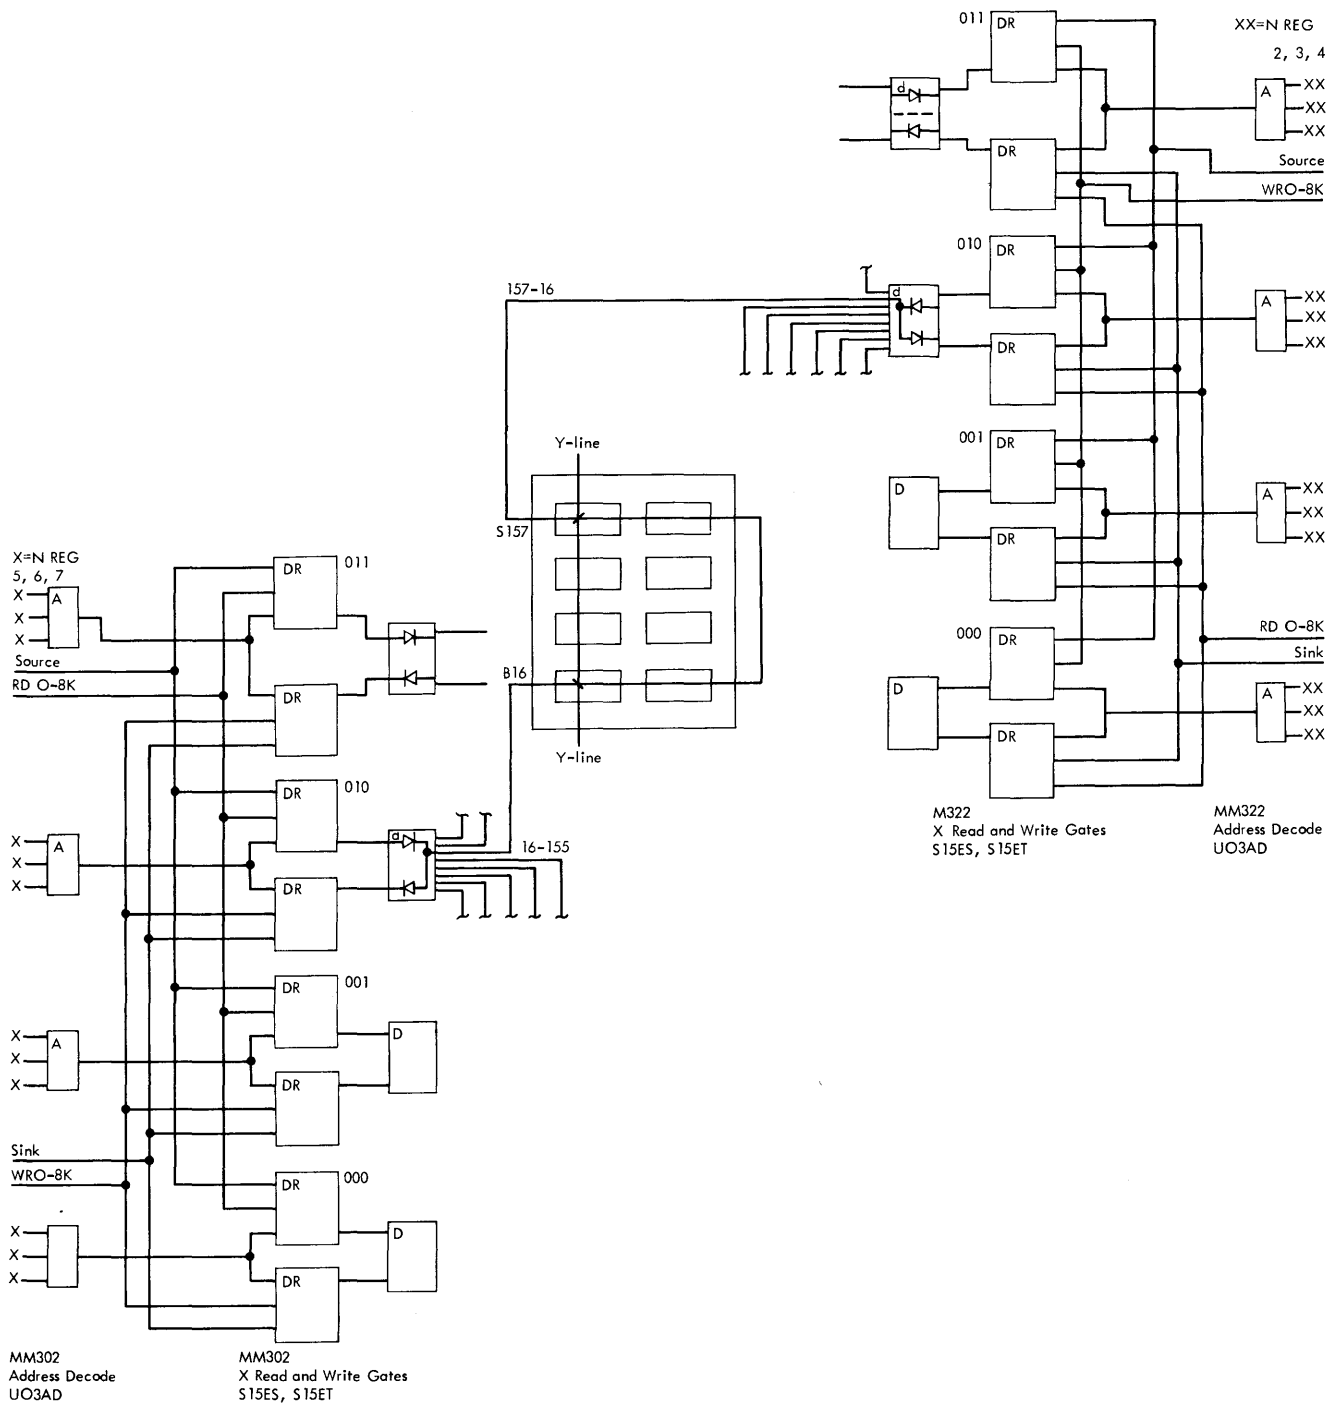 011
DR
XX=N REG
2, 3, 4
d
A
XX
XX
XX
DR
Source
WRO-8K
010
DR
157-16
d
A
XX
XX
XX
DR
001
DR
Y-line
D
A
XX
XX
XX
S157
DR
X=N REG
5, 6, 7
DR
011
X
A
X
X
000
DR
RD O-8K
Source
Sink
RD O-8K
B16
D
A
XX
XX
XX
DR
DR
Y-line
010
DR
M322
X Read and Write Gates
S15ES, S15ET
MM322
Address Decode
UO3AD
X
A
X
X
d
16-155
DR
001
DR
X
A
X
X
D
DR
Sink
WRO-8K
000
DR
X
X
X
D
DR
MM302
Address Decode
UO3AD
MM302
X Read and Write Gates
S15ES, S15ET